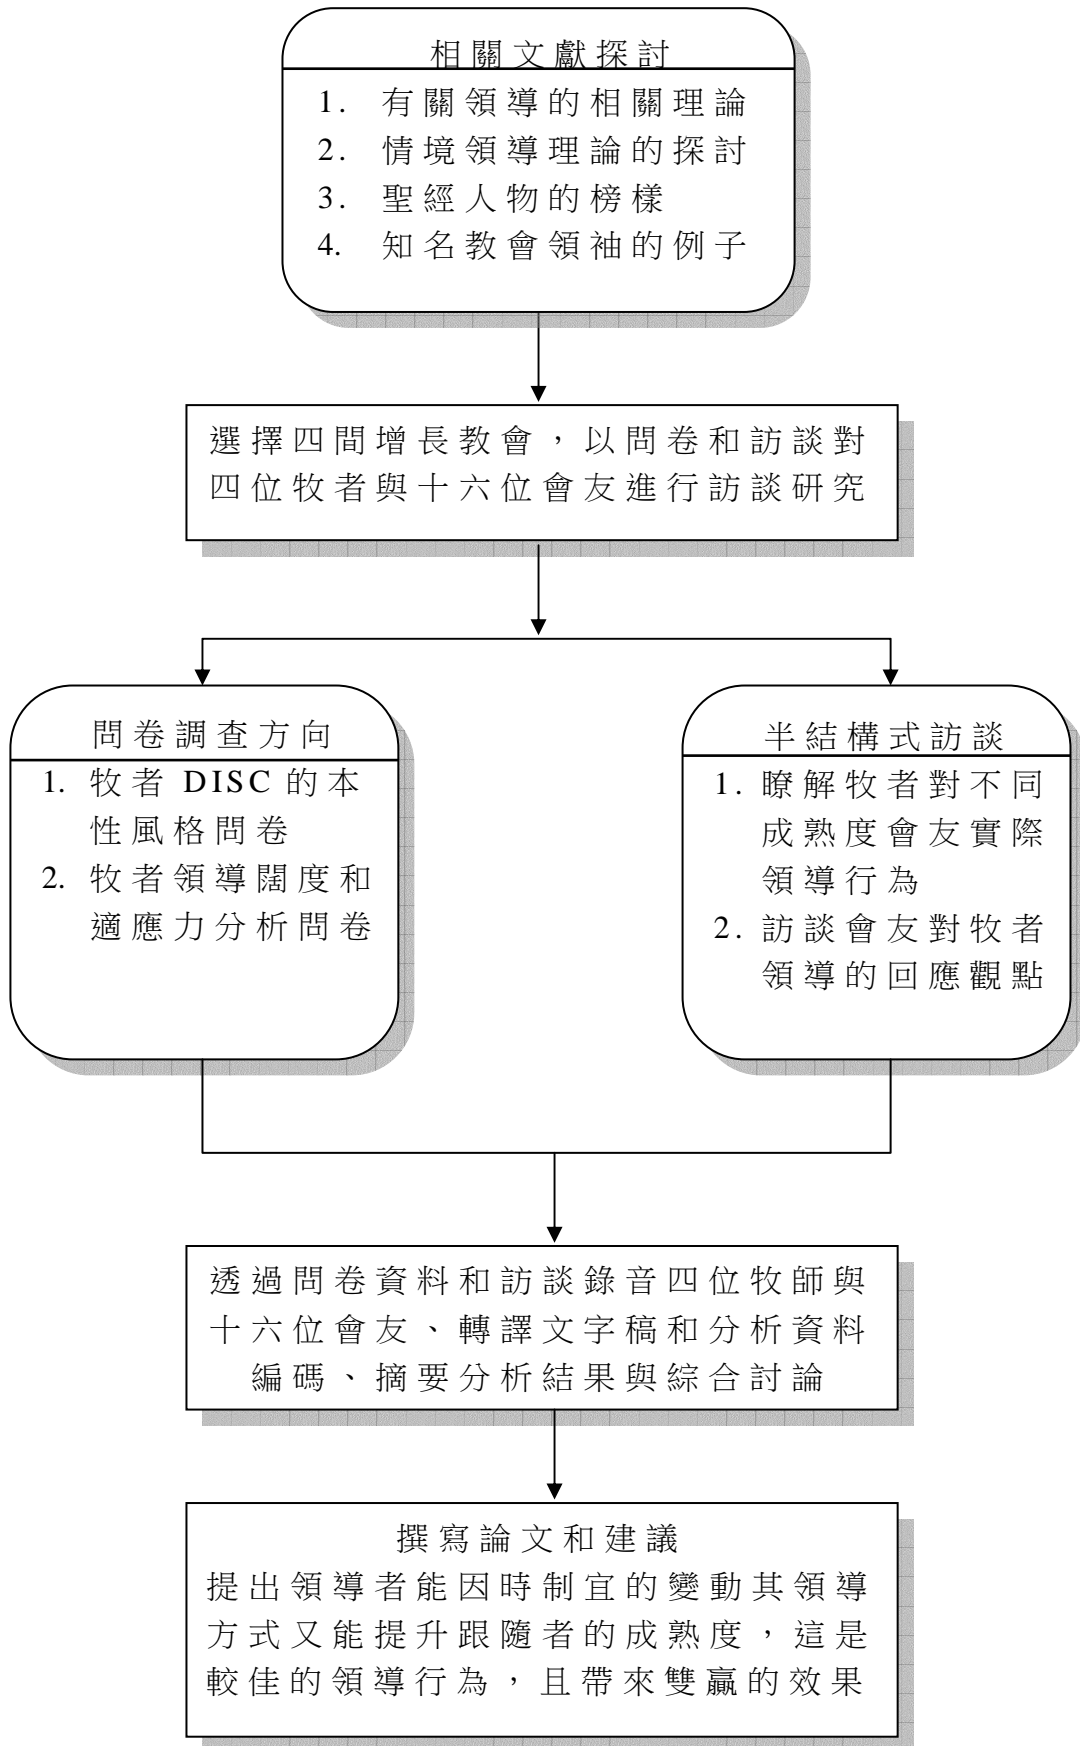 相關文獻探討
1. 有關領導的相關理論
2. 情境領導理論的探討
3. 聖經人物的榜樣
4. 知名教會領袖的例子
選擇四間增長教會，以問卷和訪談對
四位牧者與十六位會友進行訪談研究
問卷調查方向
1. 牧者 DISC 的本
性風格問卷
2. 牧者領導闊度和
適應力分析問卷
半結構式訪談
1. 瞭解牧者對不同
成熟度會友實際
領導行為
2. 訪談會友對牧者
領導的回應觀點
透過問卷資料和訪談錄音四位牧師與
十六位會友、轉譯文字稿和分析資料
編碼、摘要分析結果與綜合討論
撰寫論文和建議
提出領導者能因時制宜的變動其領導
方式又能提升跟隨者的成熟度，這是
較佳的領導行為，且帶來雙贏的效果